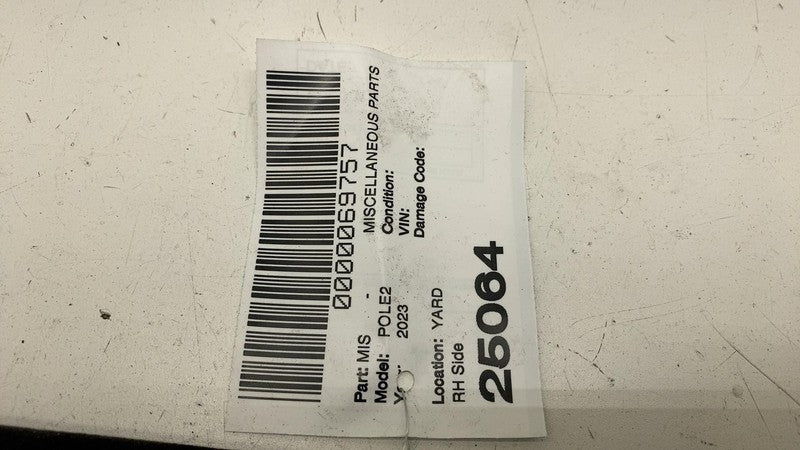 0000069757
Part: MIS - MISCELLANEOUS PARTS
Model: POLE2 Condition:
2023 VIN:
Damage Code:
Location: YARD
RH Side
25064